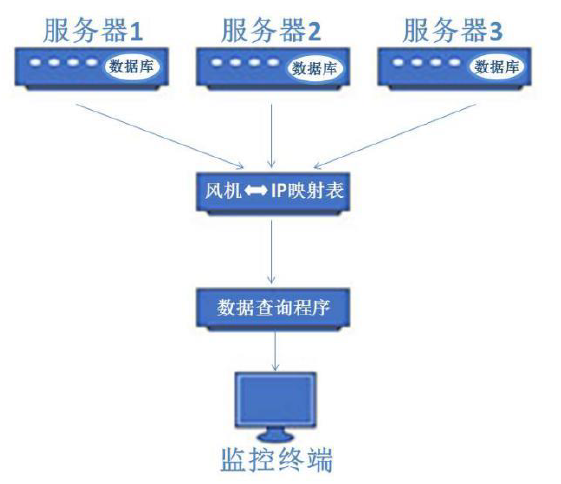 服务器1 服务器2 服务器3
数据库 数据库 数据库
风机⬌IP映射表
数据查询程序
监控终端